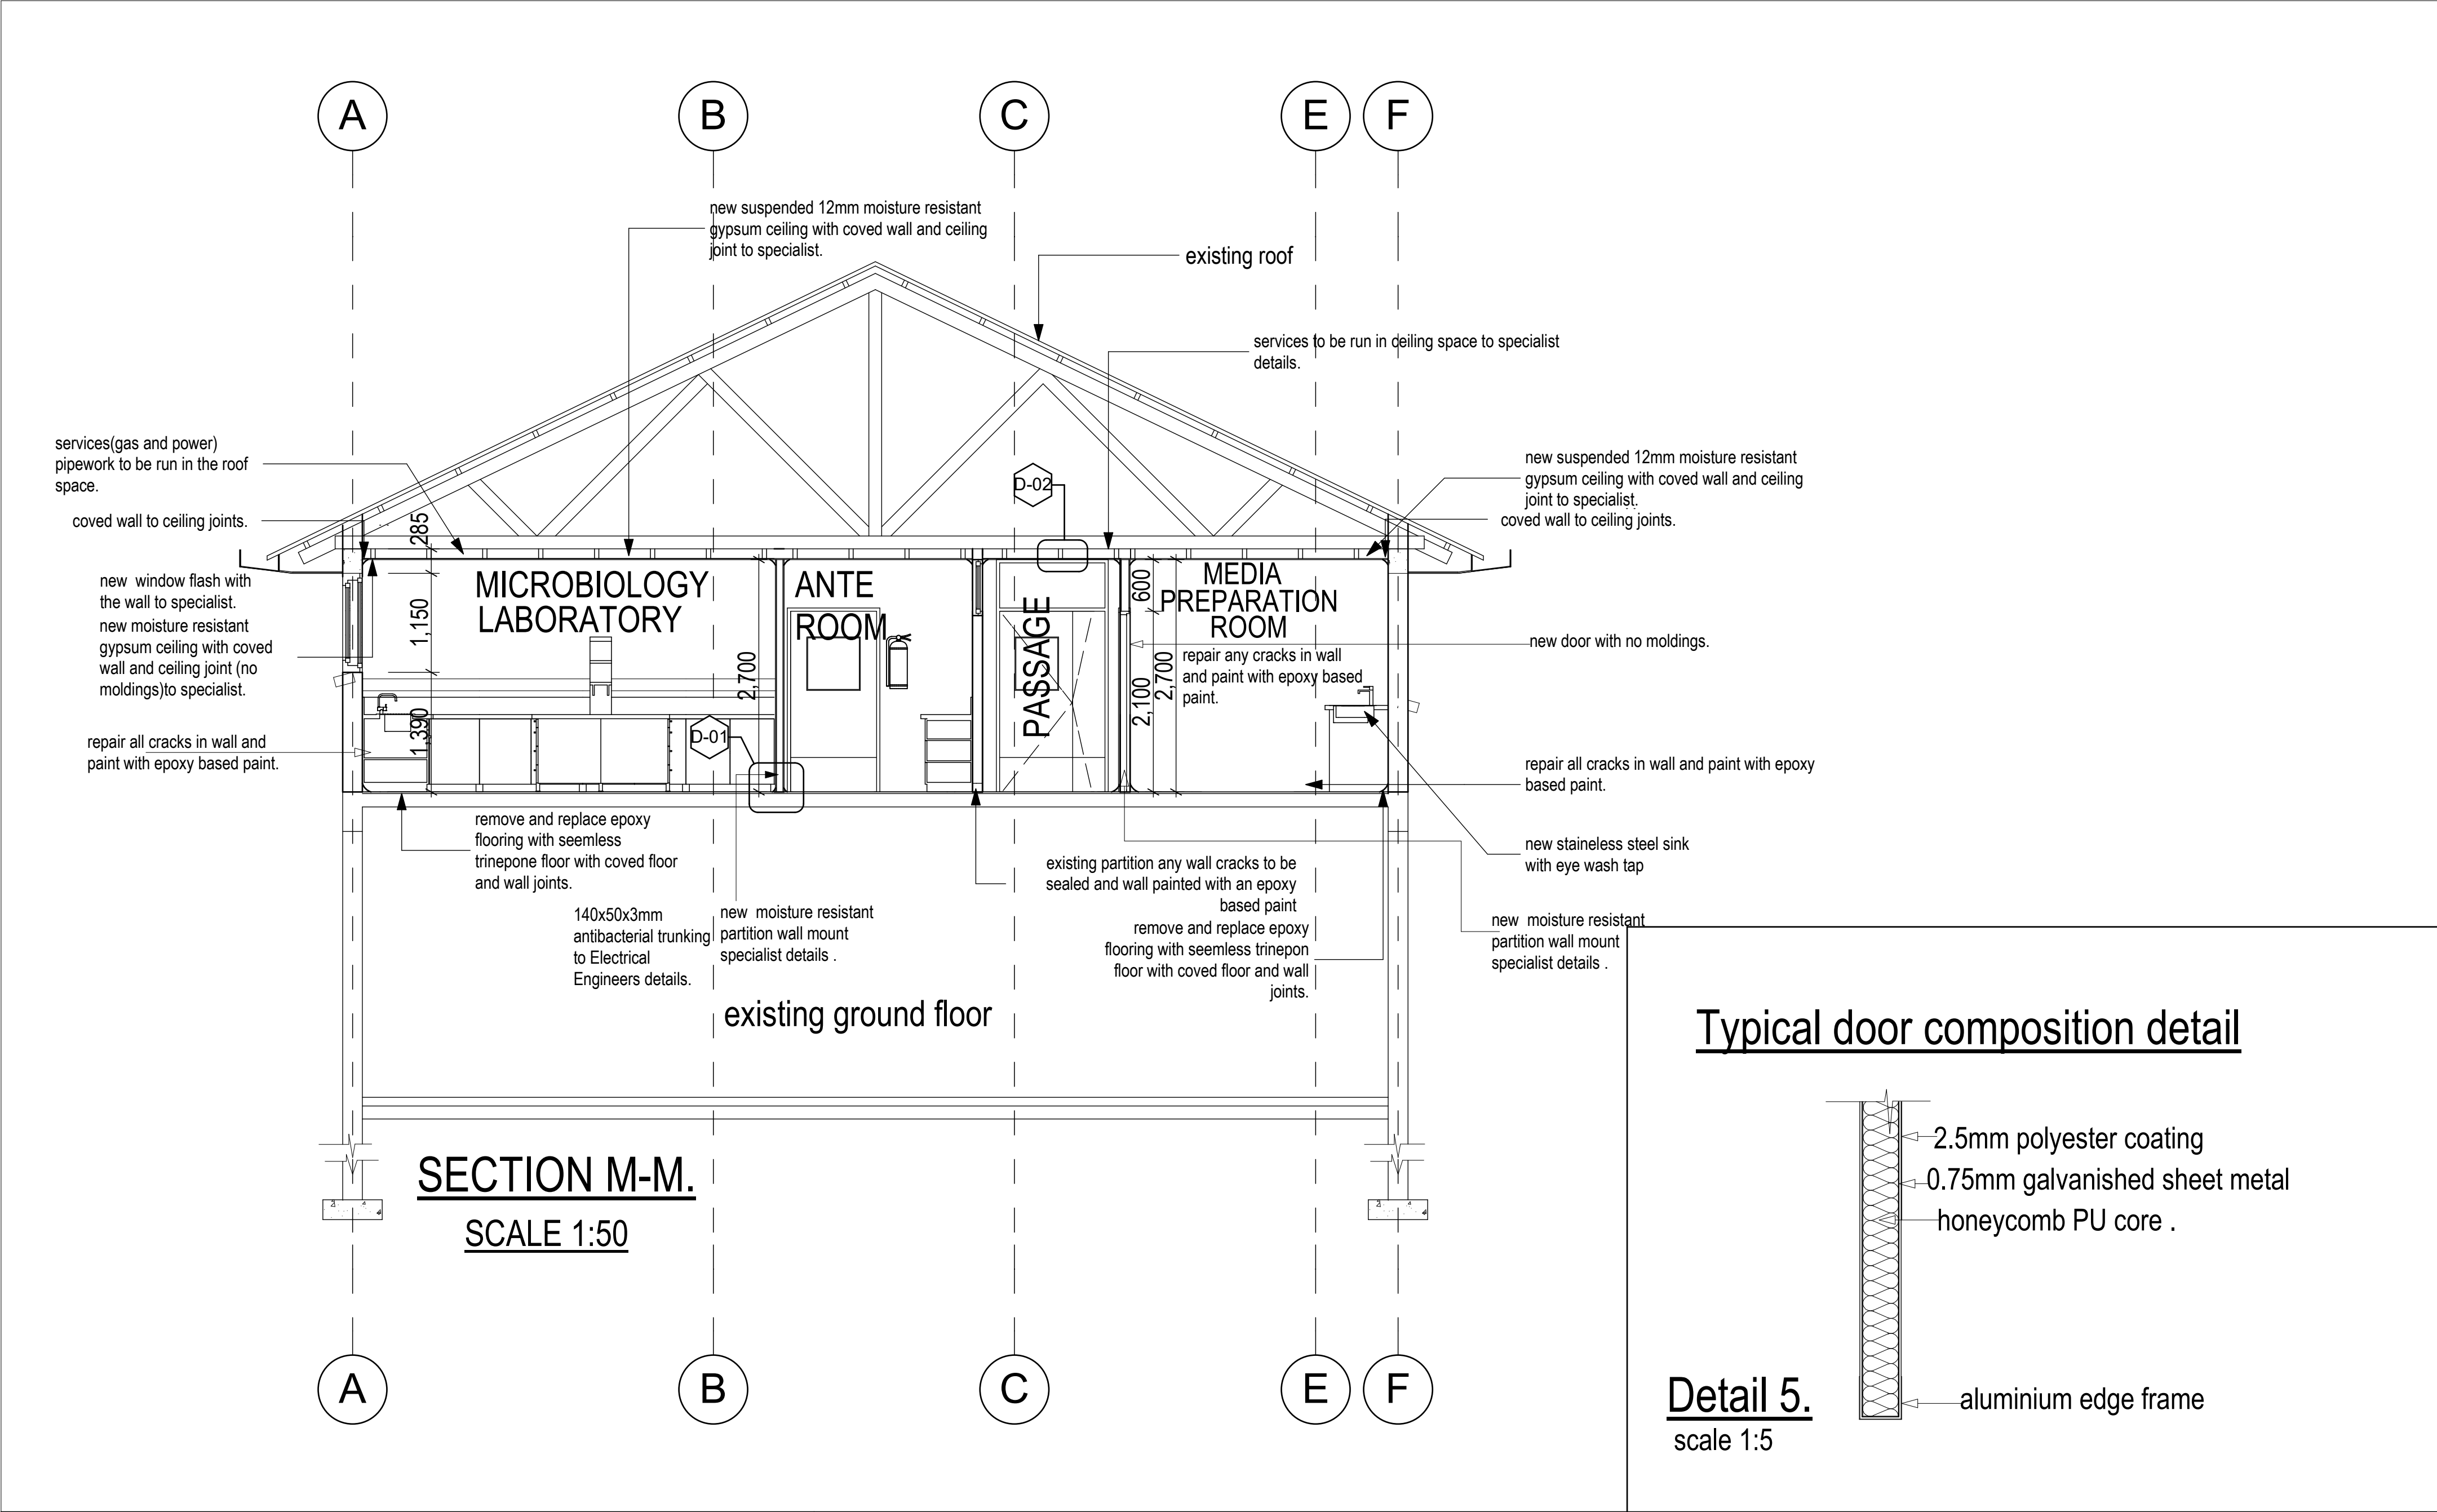 A
B
C
E
F
new suspended 12mm moisture resistant
gypsum ceiling with coved wall and ceiling
joint to specialist.
existing roof
services to be run in ceiling space to specialist
details.
services(gas and power)
pipework to be run in the roof
space.
coved wall to ceiling joints.
new window flash with
the wall to specialist.
new moisture resistant
gypsum ceiling with coved
wall and ceiling joint (no
moldings)to specialist.
repair all cracks in wall and
paint with epoxy based paint.
285
1,150
1,390
MICROBIOLOGY
LABORATORY
2,700
D-01
ANTE
ROOM
D-02
PASSAGE
600
2,100
2,700
MEDIA
PREPARATION
ROOM
repair any cracks in wall
and paint with epoxy based
paint.
new suspended 12mm moisture resistant
gypsum ceiling with coved wall and ceiling
joint to specialist.
coved wall to ceiling joints.
new door with no moldings.
repair all cracks in wall and paint with epoxy
based paint.
new staineless steel sink
with eye wash tap
new moisture resistant
partition wall mount
specialist details .
remove and replace epoxy
flooring with seemless
trinepone floor with coved floor
and wall joints.
140x50x3mm
antibacterial trunking
to Electrical
Engineers details.
new moisture resistant
partition wall mount
specialist details .
existing partition any wall cracks to be
sealed and wall painted with an epoxy
based paint
remove and replace epoxy
flooring with seemless trinepon
floor with coved floor and wall
joints.
existing ground floor
SECTION M-M.
SCALE 1:50
A
B
C
E
F
Typical door composition detail
2.5mm polyester coating
0.75mm galvanished sheet metal
honeycomb PU core .
aluminium edge frame
Detail 5.
scale 1:5